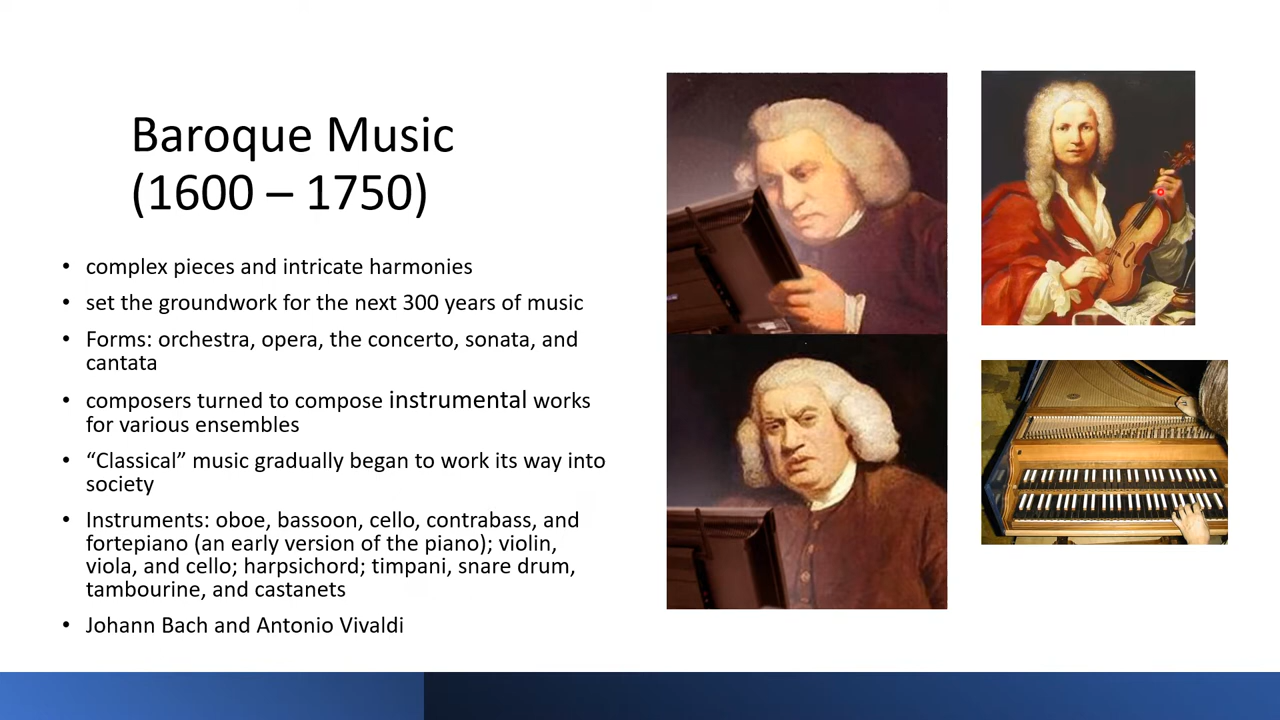 Baroque Music
(1600 – 1750)
• complex pieces and intricate harmonies
• set the groundwork for the next 300 years of music
• Forms: orchestra, opera, the concerto, sonata, and
cantata
• composers turned to compose instrumental works
for various ensembles
• “Classical” music gradually began to work its way into
society
• Instruments: oboe, bassoon, cello, contrabass, and
fortepiano (an early version of the piano); violin,
viola, and cello; harpsichord; timpani, snare drum,
tambourine, and castanets
• Johann Bach and Antonio Vivaldi